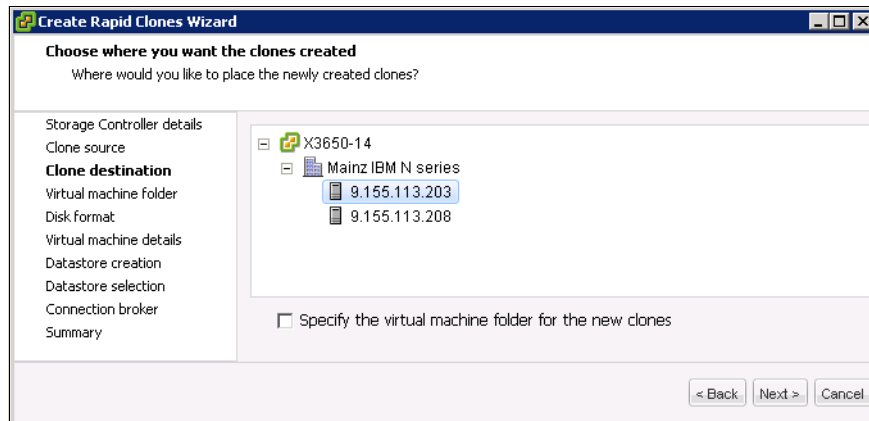 Create Rapid Clones Wizard
Choose where you want the clones created
Where would you like to place the newly created clones?
Storage Controller details
Clone source
Clone destination
Virtual machine folder
Disk format
Virtual machine details
Datastore creation
Datastore selection
Connection broker
Summary
X3650-14
Mainz IBM N series
9.155.113.203
9.155.113.208
Specify the virtual machine folder for the new clones
< Back Next > Cancel